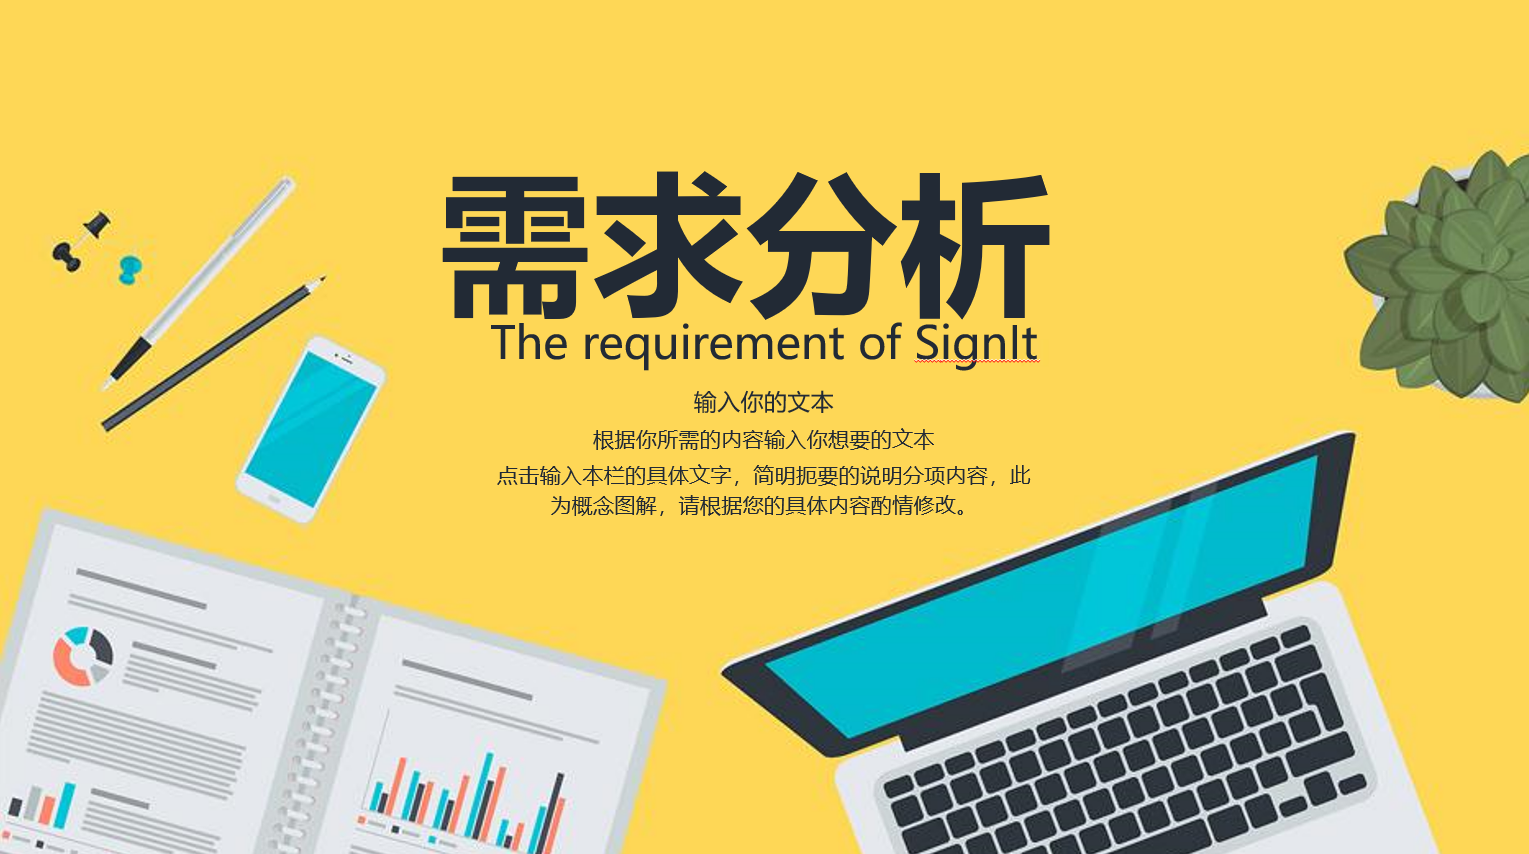 需求分析
The requirement of SignIt
输入你的文本
根据你所需的内容输入你想要的文本
点击输入本栏的具体文字，简明扼要的说明分项内容，此
为概念图解，请根据您的具体内容酌情修改。